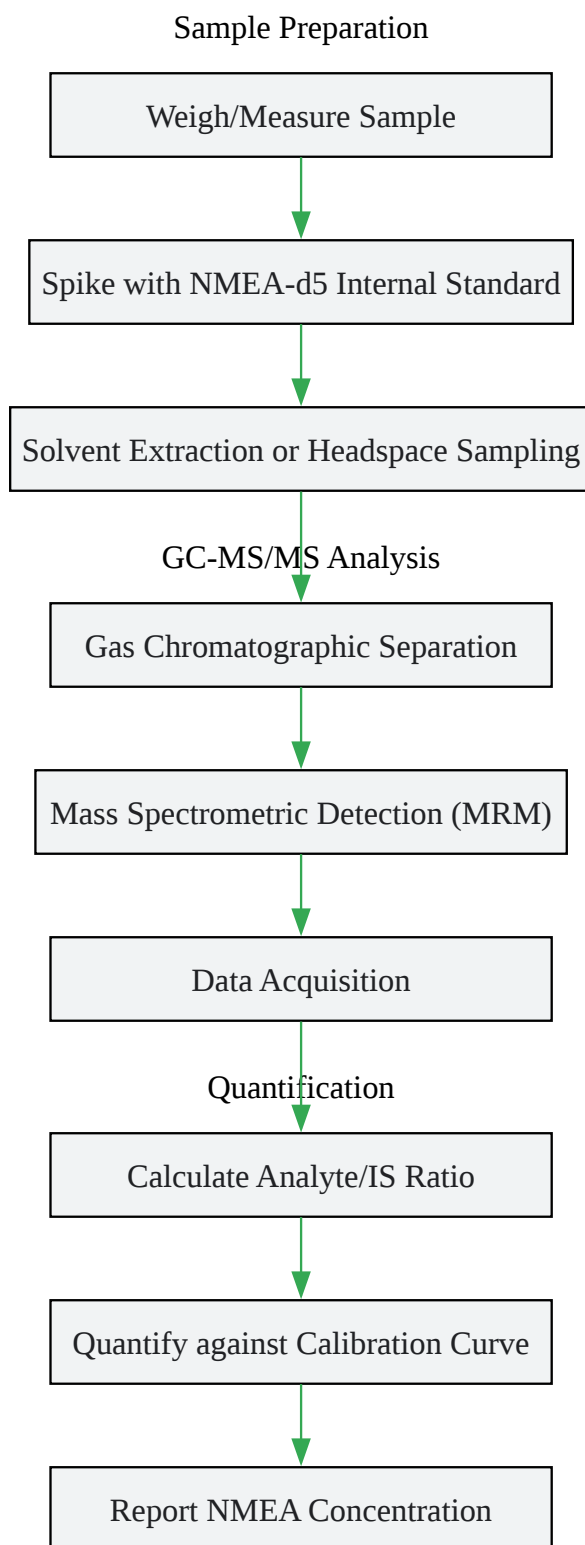 Sample Preparation
Weigh/Measure Sample
Spike with NMEA-d5 Internal Standard
Solvent Extraction or Headspace Sampling
GC-MS/MS Analysis
Gas Chromatographic Separation
Mass Spectrometric Detection (MRM)
Data Acquisition
Quantification
Calculate Analyte/IS Ratio
Quantify against Calibration Curve
Report NMEA Concentration